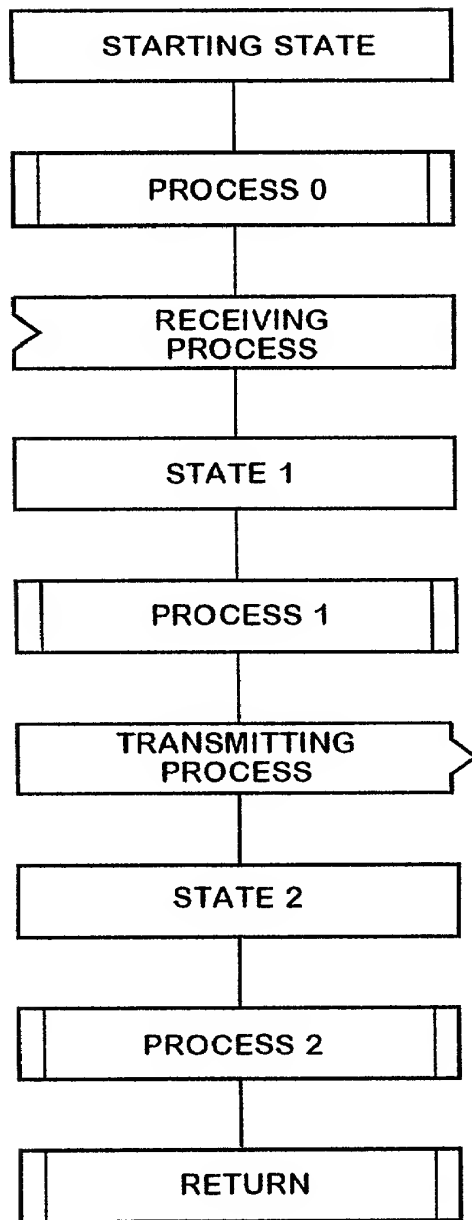 STARTING STATE
PROCESS 0
RECEIVING
PROCESS
STATE 1
PROCESS 1
TRANSMITTING
PROCESS
STATE 2
PROCESS 2
RETURN